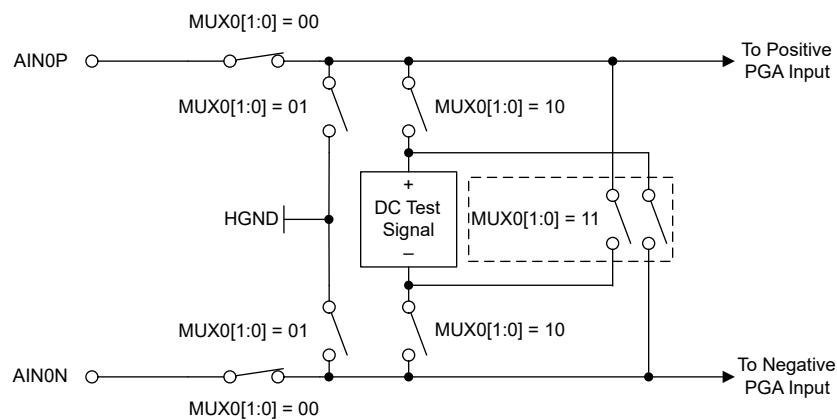 MUX0[1:0] = 00
AIN0P
To Positive
PGA Input
MUX0[1:0] = 01
MUX0[1:0] = 10
+
DC Test
Signal
–
HGND
MUX0[1:0] = 11
MUX0[1:0] = 01
MUX0[1:0] = 10
AIN0N
To Negative
PGA Input
MUX0[1:0] = 00